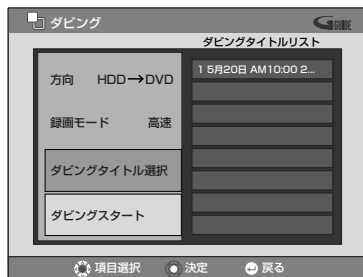 ダビング
GGUIDE
ダビングタイトルリスト
方向 HDD→DVD
1 5月20日 AM10:00 2...
録画モード 高速
ダビングタイトル選択
ダビングスタート
項目選択 決定 戻る